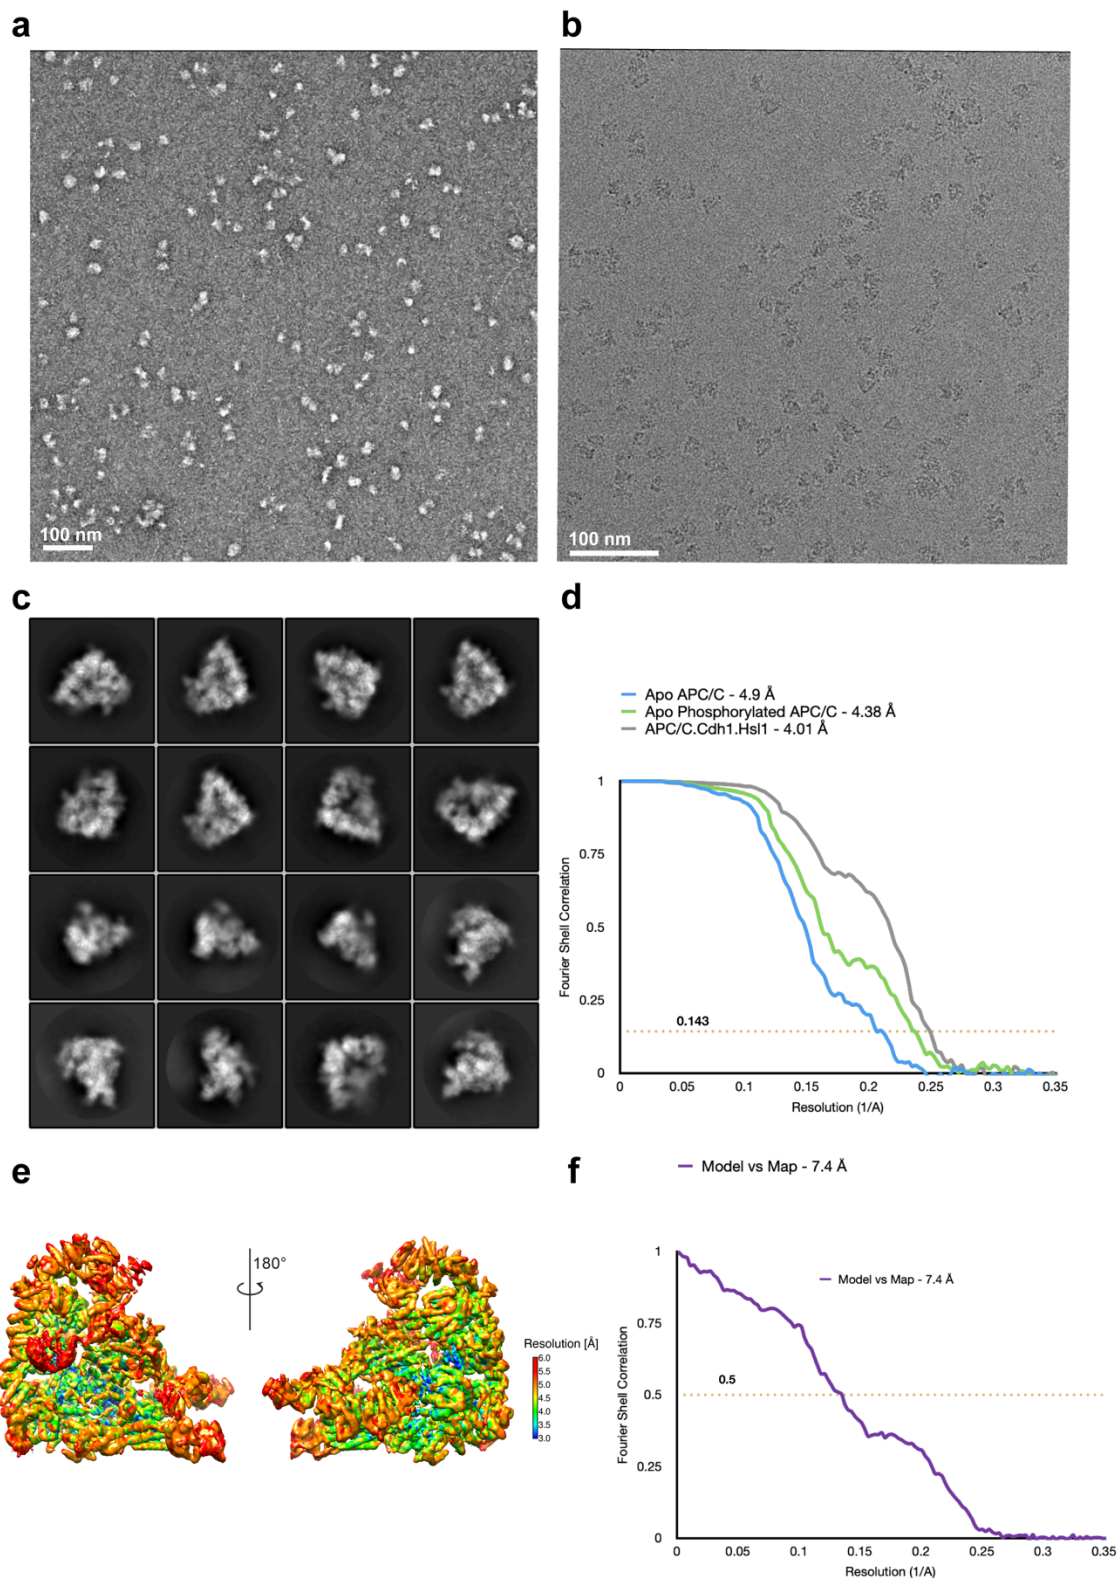 a
b
100 nm
100 nm
c
d
Apo APC/C - 4.9 Å
Apo Phosphorylated APC/C - 4.38 Å
APC/C.Cdh1.Hsl1 - 4.01 Å
1
0.75
0.5
0.25
0
0.143
Fourier Shell Correlation
0
0.05
0.1
0.15
0.2
0.25
0.3
0.35
Resolution (1/A)
e
180°
Resolution [Å]
6.0
5.5
5.0
4.5
4.0
3.5
3.0
f
Model vs Map - 7.4 Å
Model vs Map - 7.4 Å
1
0.75
0.5
0.25
0
0.5
Fourier Shell Correlation
0
0.05
0.1
0.15
0.2
0.25
0.3
0.35
Resolution (1/A)